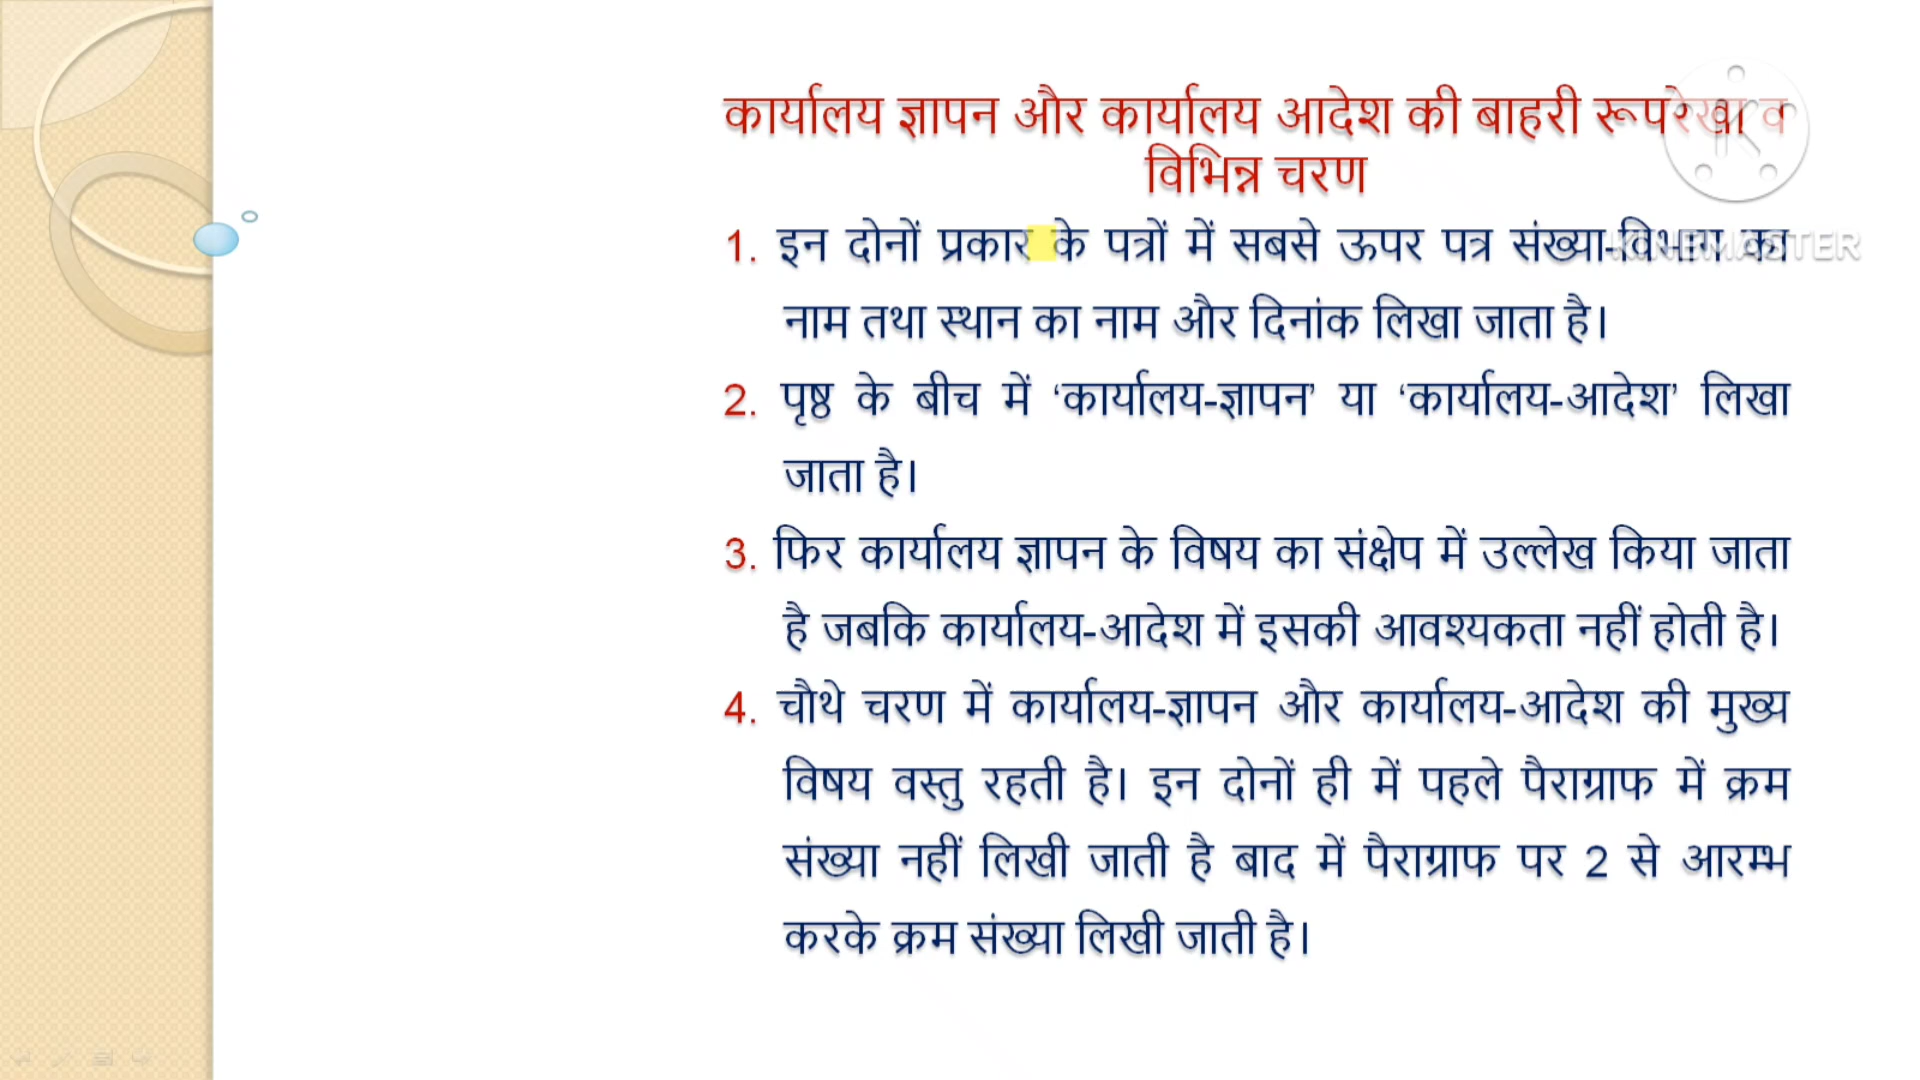 कार्यालय ज्ञापन और कार्यालय आदेश की बाहरी रूपरेखा व
विभिन्न चरण
1. इन दोनों प्रकार के पत्रों में सबसे ऊपर पत्र संख्या-विभाग का
नाम तथा स्थान का नाम और दिनांक लिखा जाता है।
2. पृष्ठ के बीच में ‘कार्यालय-ज्ञापन’ या ‘कार्यालय-आदेश’ लिखा
जाता है।
3. फिर कार्यालय ज्ञापन के विषय का संक्षेप में उल्लेख किया जाता
है जबकि कार्यालय-आदेश में इसकी आवश्यकता नहीं होती है।
4. चौथे चरण में कार्यालय-ज्ञापन और कार्यालय-आदेश की मुख्य
विषय वस्तु रहती है। इन दोनों ही में पहले पैराग्राफ में क्रम
संख्या नहीं लिखी जाती है बाद में पैराग्राफ पर 2 से आरम्भ
करके क्रम संख्या लिखी जाती है।
KINEMASTER